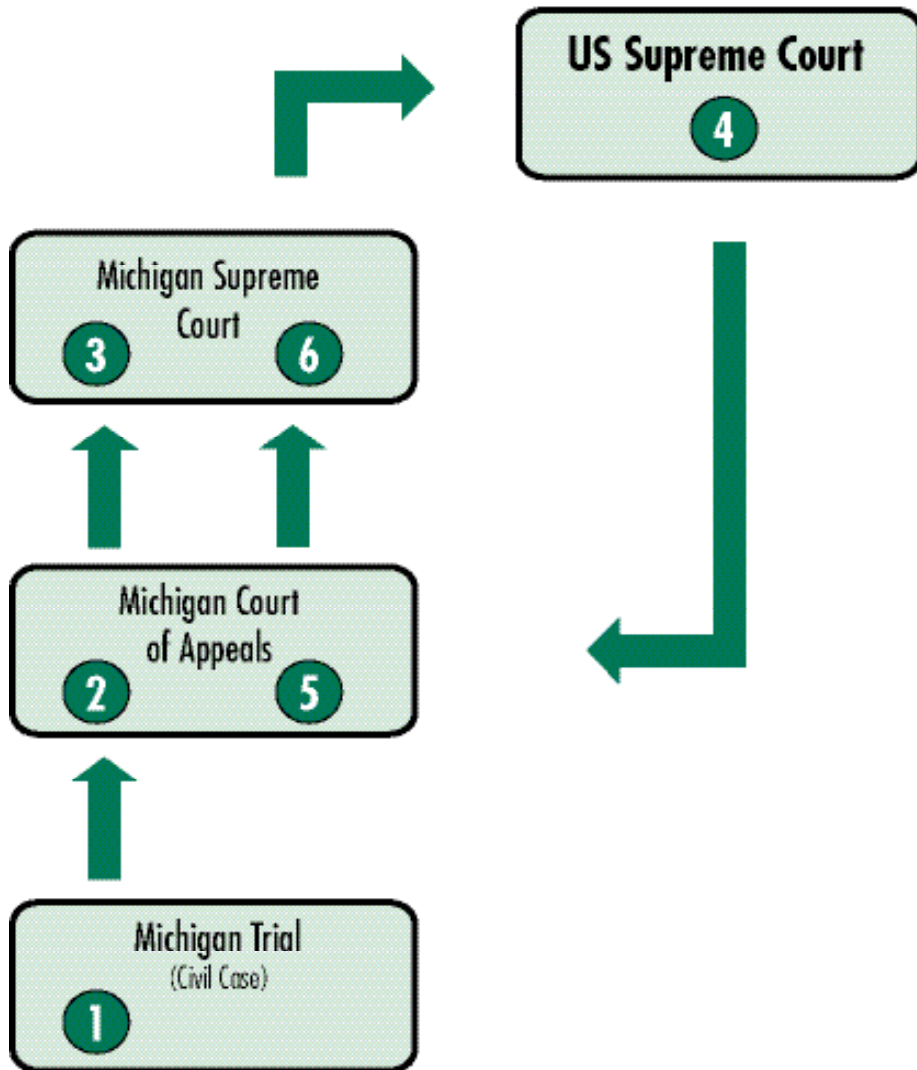 US Supreme Court
4
Michigan Supreme
Court
3 6
Michigan Court
of Appeals
2 5
Michigan Trial
(Civil Case)
1